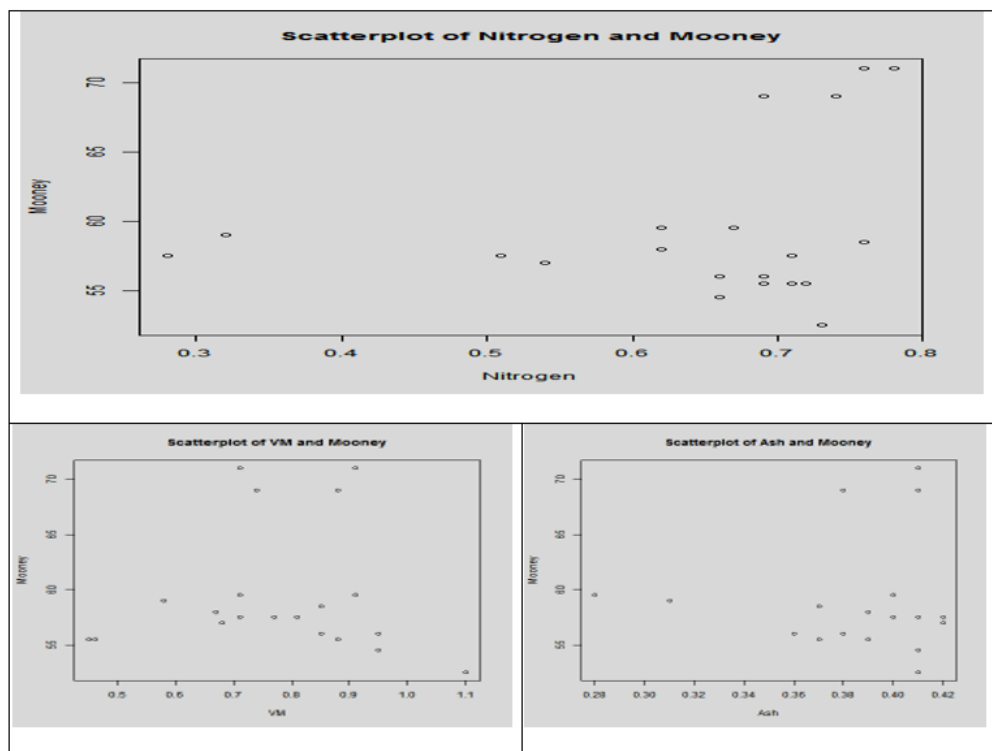 Scatterplot of Nitrogen and Mooney
70
65
60
55
Mooney
0.3 0.4 0.5 0.6 0.7 0.8
Nitrogen
Scatterplot of VM and Mooney
70
65
60
55
Mooney
0.5 0.6 0.7 0.8 0.9 1.0 1.1
VM
Scatterplot of Ash and Mooney
70
65
60
55
Mooney
0.28 0.30 0.32 0.34 0.36 0.38 0.40 0.42
Ash